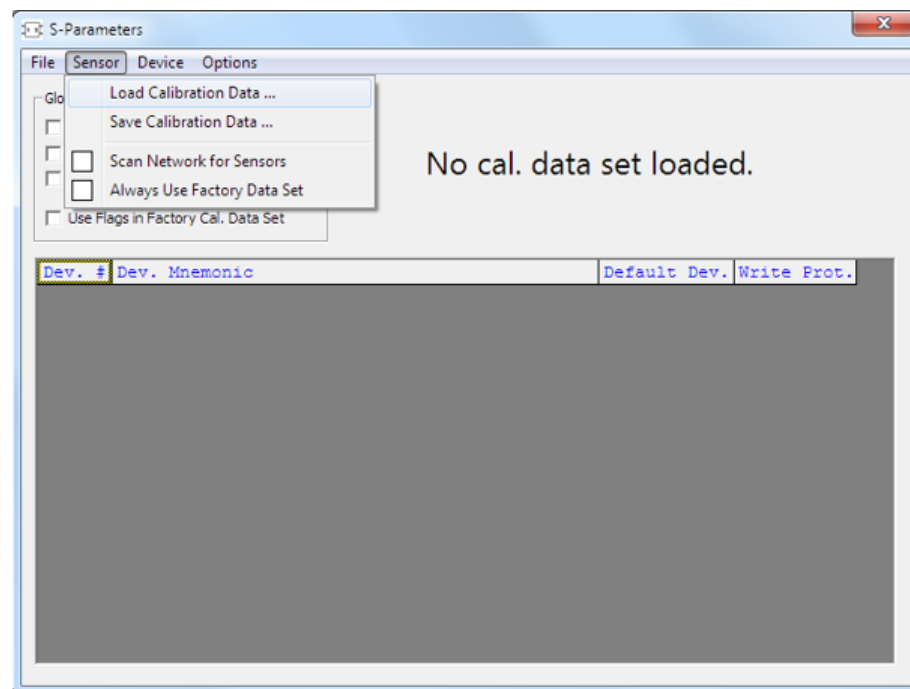 S-Parameters
File Sensor Device Options
Glo
Load Calibration Data ...
Save Calibration Data ...
Scan Network for Sensors
Always Use Factory Data Set
Use Flags in Factory Cal. Data Set
No cal. data set loaded.
Dev. # Dev. Mnemonic Default Dev. Write Prot.